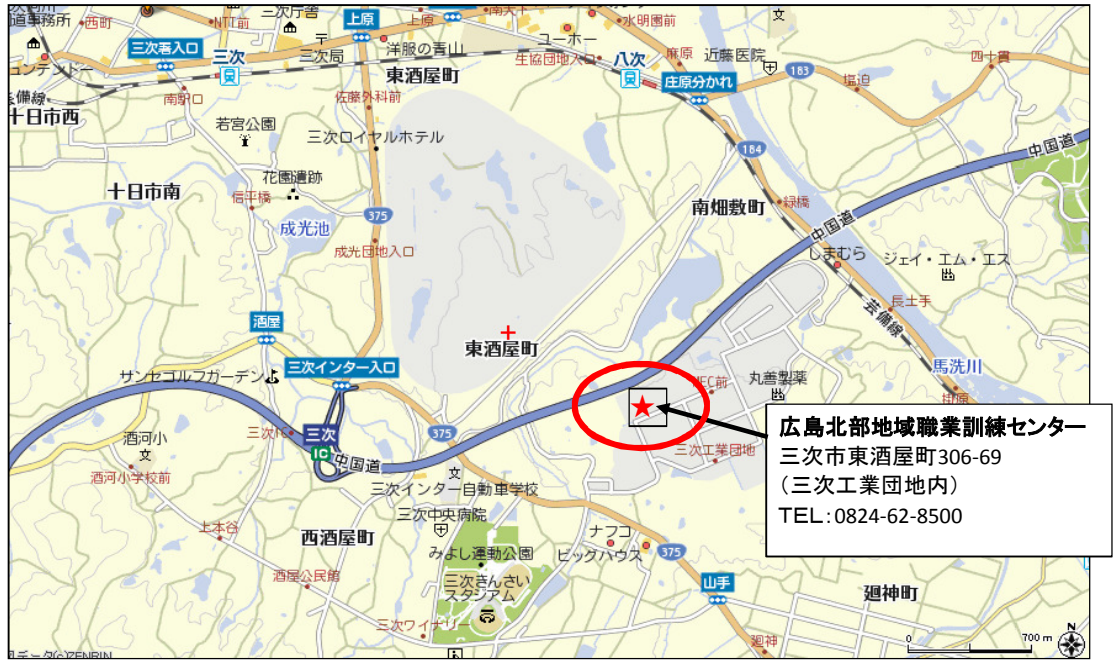 道事務所
西町
NTT前
三次庁舎
上原
上原
水明園前
文
三次署入口
三次
三次局
洋服の青山
ユーホー
生協団地入口
八次
麻原
近藤医院
183
四十貫
塩迫
庄原分かれ
東酒屋町
芸備線
南駅口
佐藤外科前
十日市西
若宮公園
三次ロイヤルホテル
184
中国道
花園遺跡
十日市南
信平橋
375
南畑敷町
緑橋
成光池
成光団地入口
中国道
しまむら
ジェイ・エム・エス
長土手
芸備線
酒屋
東酒屋町
三次インター入口
馬洗川
サンセゴルフガーデン
丸善製薬
酒河小
文
三次IC
三次
IC
中国道
375
三次工業団地
広島北部地域職業訓練センター
三次市東酒屋町306-69
（三次工業団地内）
TEL：0824-62-8500
酒河小学校前
文
三次インター自動車学校
上本谷
三次中央病院
西酒屋町
みよし運動公園
ナフコ
ビッグハウス
375
酒屋公民館
三次きんさい
スタジアム
山手
廻神町
三次ワイナリー
廻神
N
0
700 m